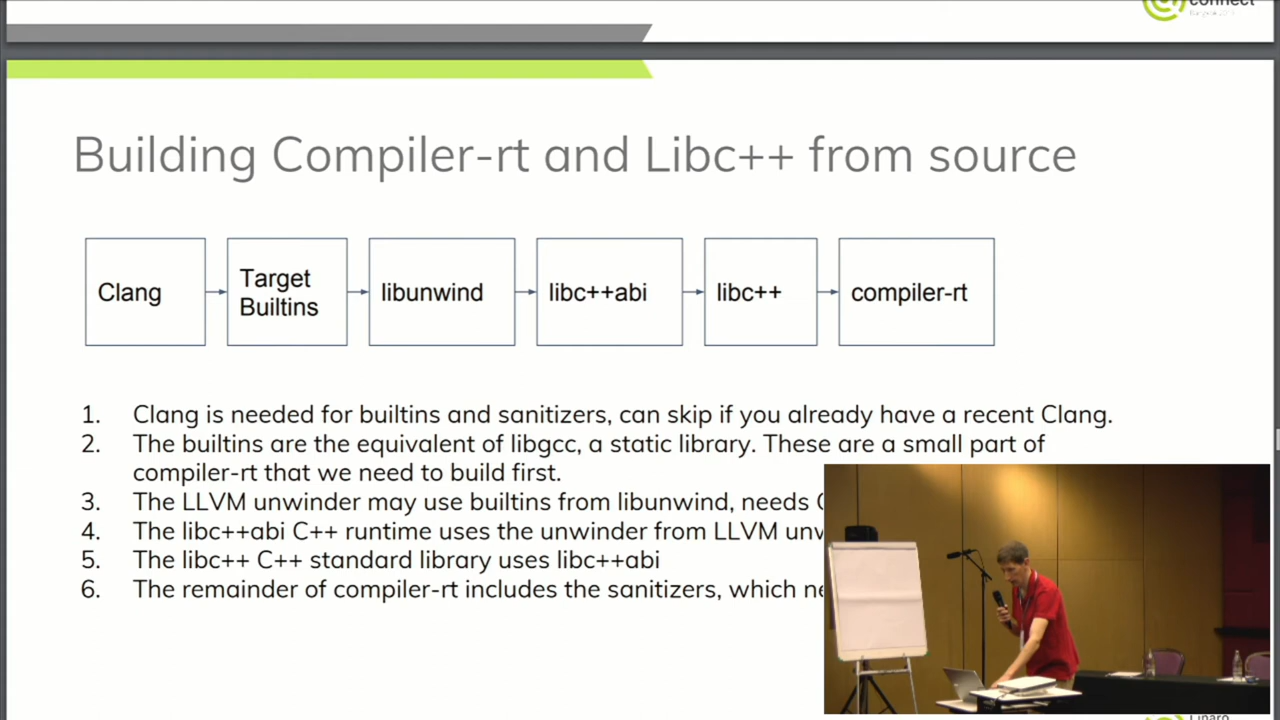 connect
Building Compiler-rt and Libc++ from source
Clang
Target
Builtins
libunwind
libc++abi
libc++
compiler-rt
1. Clang is needed for builtins and sanitizers, can skip if you already have a recent Clang.
2. The builtins are the equivalent of libgcc, a static library. These are a small part of
compiler-rt that we need to build first.
3. The LLVM unwinder may use builtins from libunwind, needs
4. The libc++abi C++ runtime uses the unwinder from LLVM
5. The libc++ C++ standard library uses libc++abi
6. The remainder of compiler-rt includes the sanitizers, which
Linaro